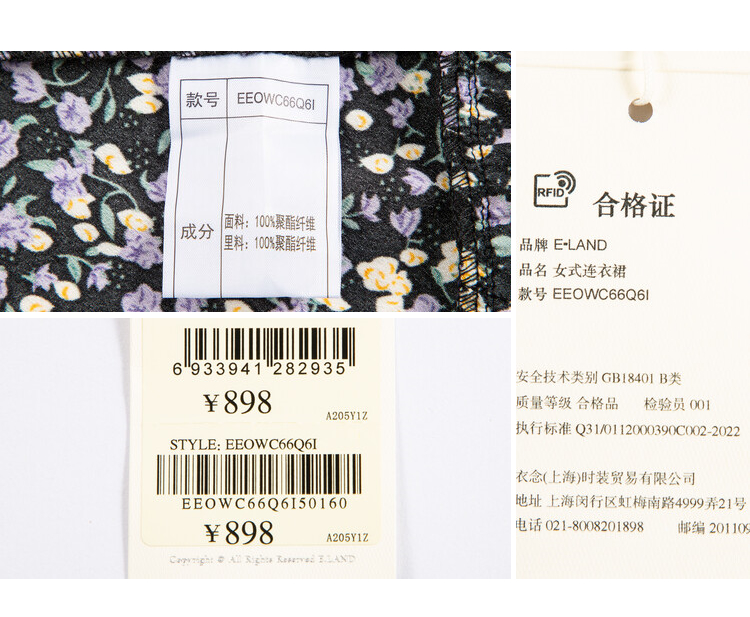 款号 EEOWC66Q6I
成分
面料：100%聚酯纤维
里料：100%聚酯纤维
RFID
合格证
品牌 E•LAND
品名 女式连衣裙
款号 EEOWC66Q6I
安全技术类别 GB18401 B类
质量等级 合格品 检验员 001
执行标准 Q31/0112000390C002-2022
衣念(上海)时装贸易有限公司
地址 上海闵行区虹梅南路4999弄21号
电话 021-8008201898 邮编 201109
6 933941 282935
¥898
A205Y1Z
STYLE: EEOWC66Q6I
EEOWC66Q6I50160
¥898
A205Y1Z
Copyright © All Rights Reserved E.LAND